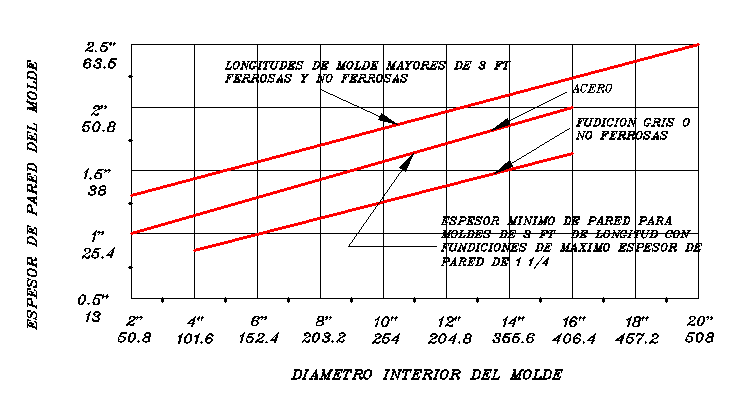 2.5"
63.5
LONGITUDES DE MOLDE MAYORES DE 3 FT
FERROSAS Y NO FERROSAS
ACERO
2"
50.8
FUDICION GRIS O
NO FERROSAS
1.5"
38
ESPESOR MINIMO DE PARED PARA
MOLDES DE 3 FT DE LONGITUD CON
FUNDICIONES DE MAXIMO ESPESOR DE
PARED DE 1 1/4
1"
25.4
0.5"
13
ESPESOR DE PARED DEL MOLDE
2" 4" 6" 8" 10" 12" 14" 16" 18" 20"
50.8 101.6 152.4 203.2 254 204.8 355.6 406.4 457.2 508
DIAMETRO INTERIOR DEL MOLDE